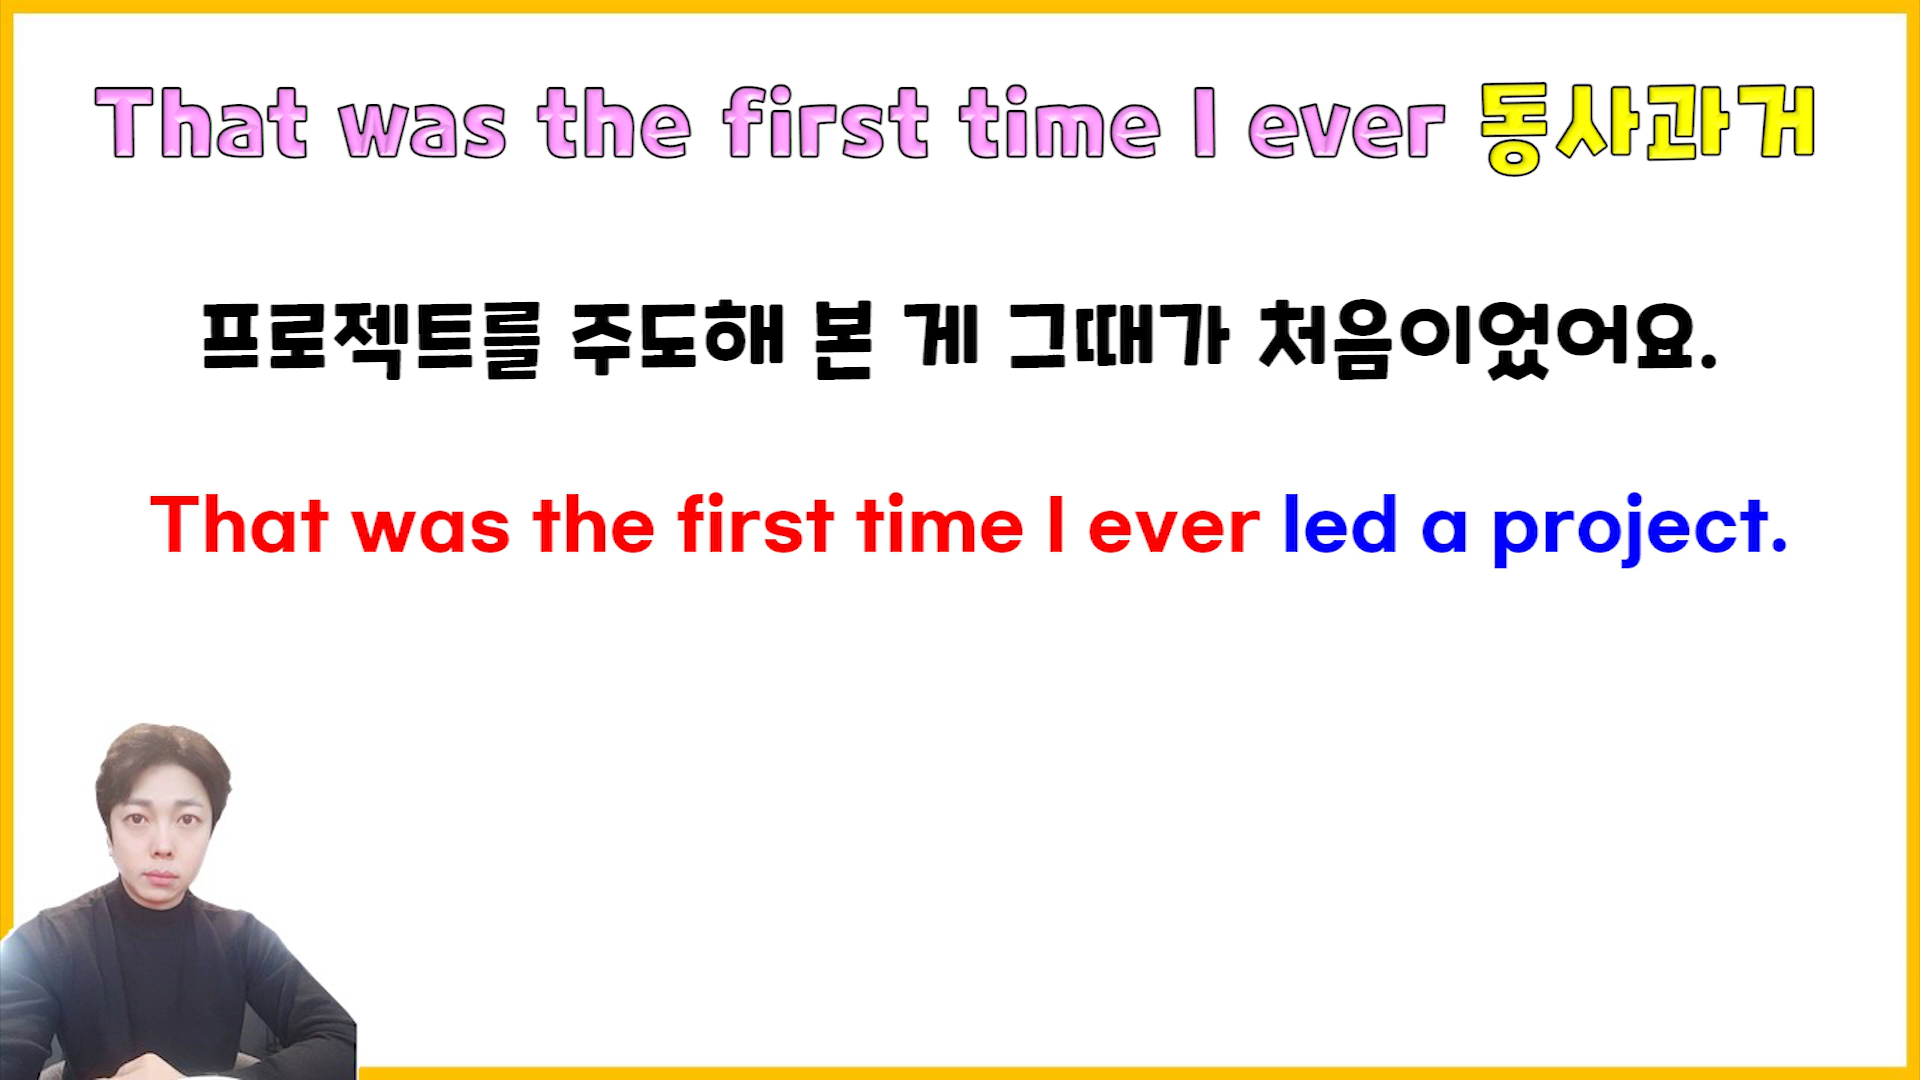 That was the first time I ever 동사과거
프로젝트를 주도해 본 게 그때가 처음이었어요.
That was the first time I ever led a project.